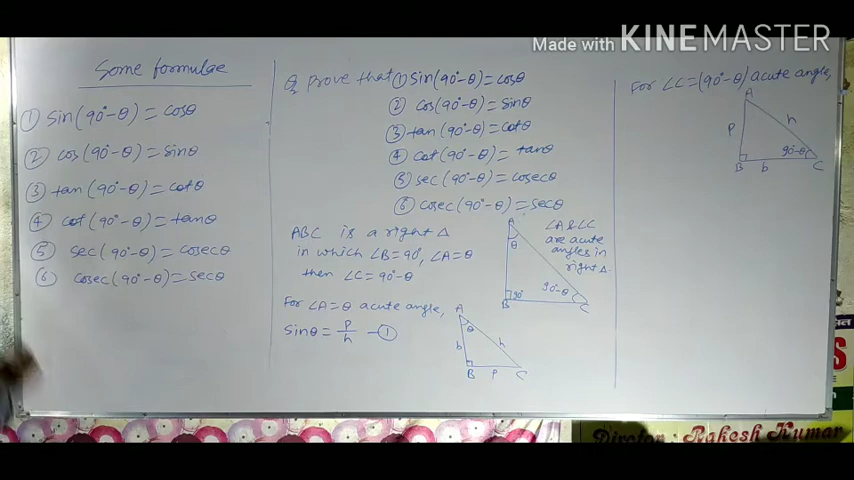 Made with KINEMASTER
Some formulae
① sin(90°-θ) = cosθ
② cos(90°-θ) = sinθ
③ tan(90°-θ) = cotθ
④ cot(90°-θ) = tanθ
⑤ sec(90°-θ) = cosecθ
⑥ cosec(90°-θ) = secθ
Q. Prove that ① sin(90°-θ) = cosθ
② cos(90°-θ) = sinθ
③ tan(90°-θ) = cotθ
④ cot(90°-θ) = tanθ
⑤ sec(90°-θ) = cosecθ
⑥ cosec(90°-θ) = secθ
ABC is a right Δ
in which ∠B = 90°, ∠A = θ
then ∠C = 90°-θ
A
θ
90°
90°-θ
B
C
∠A & ∠C
are acute
angles in
right Δ.
For ∠A = θ acute angle,
sinθ = P/h —①
A
θ
b
h
B
P
C
For ∠C = (90°-θ) acute angle,
A
P
h
90°-θ
B
b
C
Director : Rakesh Kumar